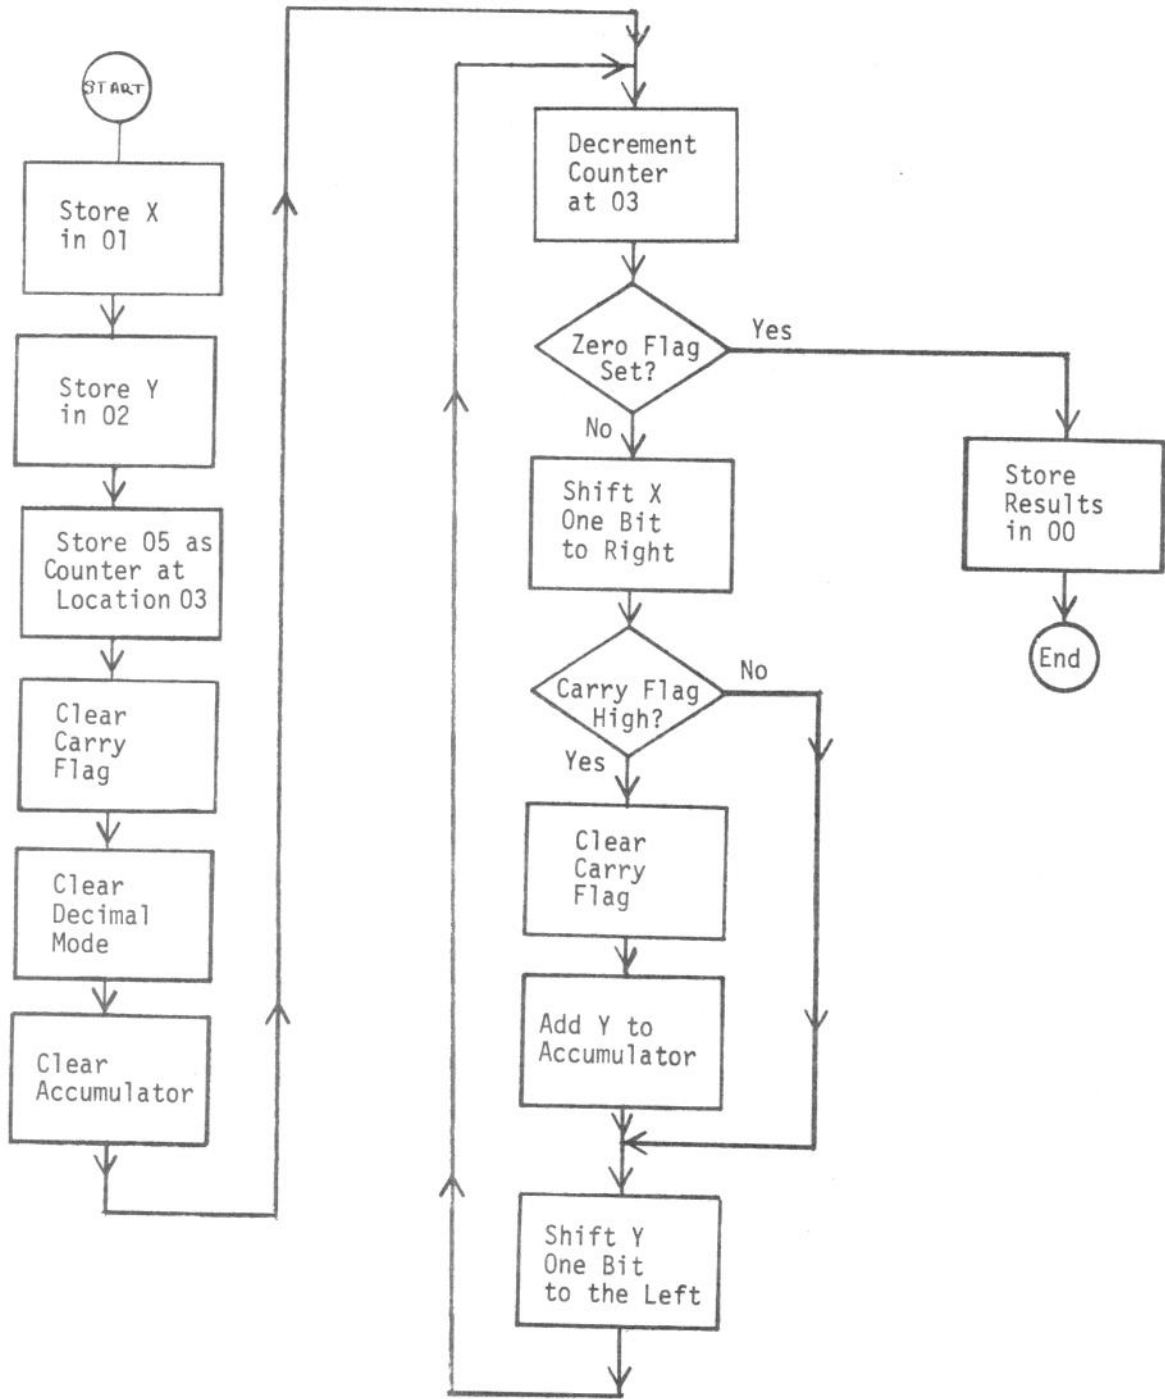 START
Store X
in 01
Store Y
in 02
Store 05 as
Counter at
Location 03
Clear
Carry
Flag
Clear
Decimal
Mode
Clear
Accumulator
Decrement
Counter
at 03
Zero Flag
Set?
Yes
No
Store
Results
in 00
End
Shift X
One Bit
to Right
Carry Flag
High?
No
Yes
Clear
Carry
Flag
Add Y to
Accumulator
Shift Y
One Bit
to the Left